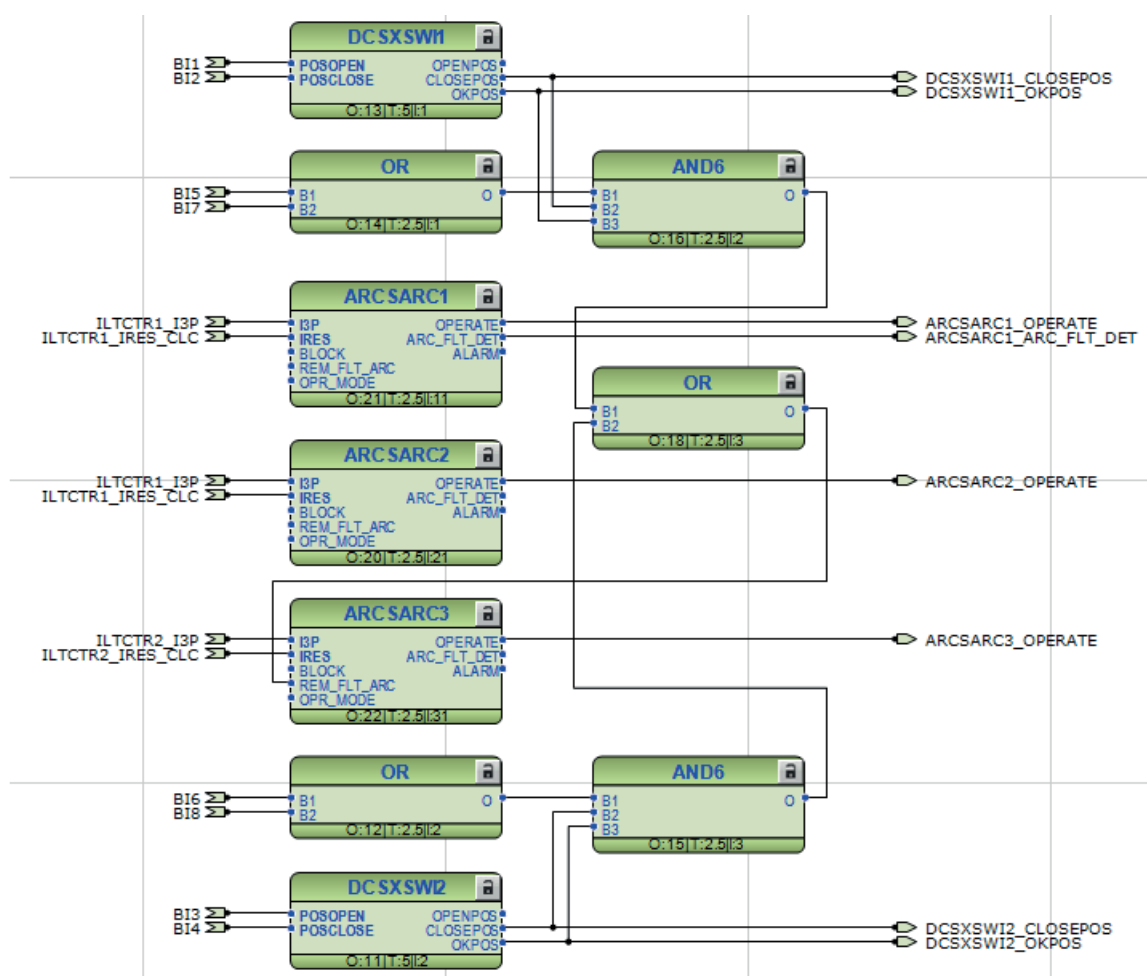 DCSXSWI1
BI1 POSOPEN OPENPOS
BI2 POSCLOSE CLOSEPOS DCSXSWI1_CLOSEPOS
OKPOS DCSXSWI1_OKPOS
O:13|T:5|I:1
OR AND6
BI5 B1 O B1 O
BI7 B2 B2
B3
O:14|T:2.5|I:1
O:16|T:2.5|I:2
ARCSARC1
ILTCTR1_I3P I3P OPERATE ARCSARC1_OPERATE
ILTCTR1_IRES_CLC IRES ARC_FLT_DET ARCSARC1_ARC_FLT_DET
BLOCK ALARM
REM_FLT_ARC
OPR_MODE
O:21|T:2.5|I:11
OR
B1 O
B2
O:18|T:2.5|I:3
ARCSARC2
ILTCTR1_I3P I3P OPERATE ARCSARC2_OPERATE
ILTCTR1_IRES_CLC IRES ARC_FLT_DET
BLOCK ALARM
REM_FLT_ARC
OPR_MODE
O:20|T:2.5|I:21
ARCSARC3
ILTCTR2_I3P I3P OPERATE ARCSARC3_OPERATE
ILTCTR2_IRES_CLC IRES ARC_FLT_DET
BLOCK ALARM
REM_FLT_ARC
OPR_MODE
O:22|T:2.5|I:31
OR AND6
BI6 B1 O B1 O
BI8 B2 B2
B3
O:12|T:2.5|I:2
O:15|T:2.5|I:3
DCSXSWI2
BI3 POSOPEN OPENPOS
BI4 POSCLOSE CLOSEPOS DCSXSWI2_CLOSEPOS
OKPOS DCSXSWI2_OKPOS
O:11|T:5|I:2